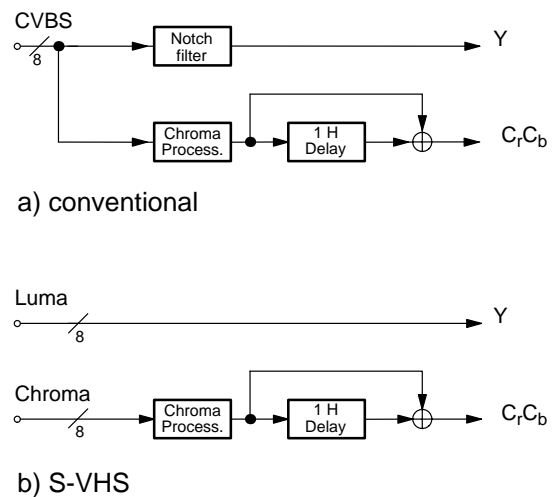 CVBS
8
Notch
filter
Y
Chroma
Process.
1 H
Delay
CrCb
a) conventional
Luma
8
Y
Chroma
8
Chroma
Process.
1 H
Delay
CrCb
b) S-VHS